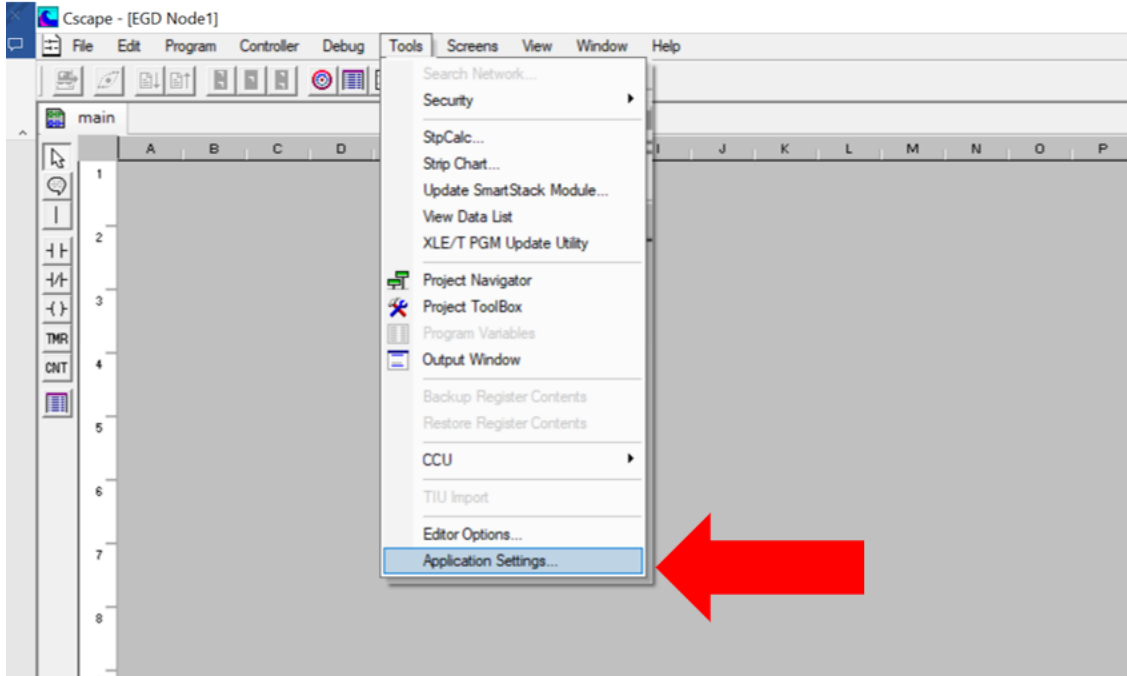 Cscape - [EGD Node1]
File Edit Program Controller Debug Tools Screens View Window Help
main
A B C D I J K L M N O P
1
2
3
4
5
6
7
8
TMR
CNT
Search Network...
Security
StpCalc...
Strip Chart...
Update SmartStack Module...
View Data List
XLE/T PGM Update Utility
Project Navigator
Project ToolBox
Program Variables
Output Window
Backup Register Contents
Restore Register Contents
CCU
TIU Import
Editor Options...
Application Settings...